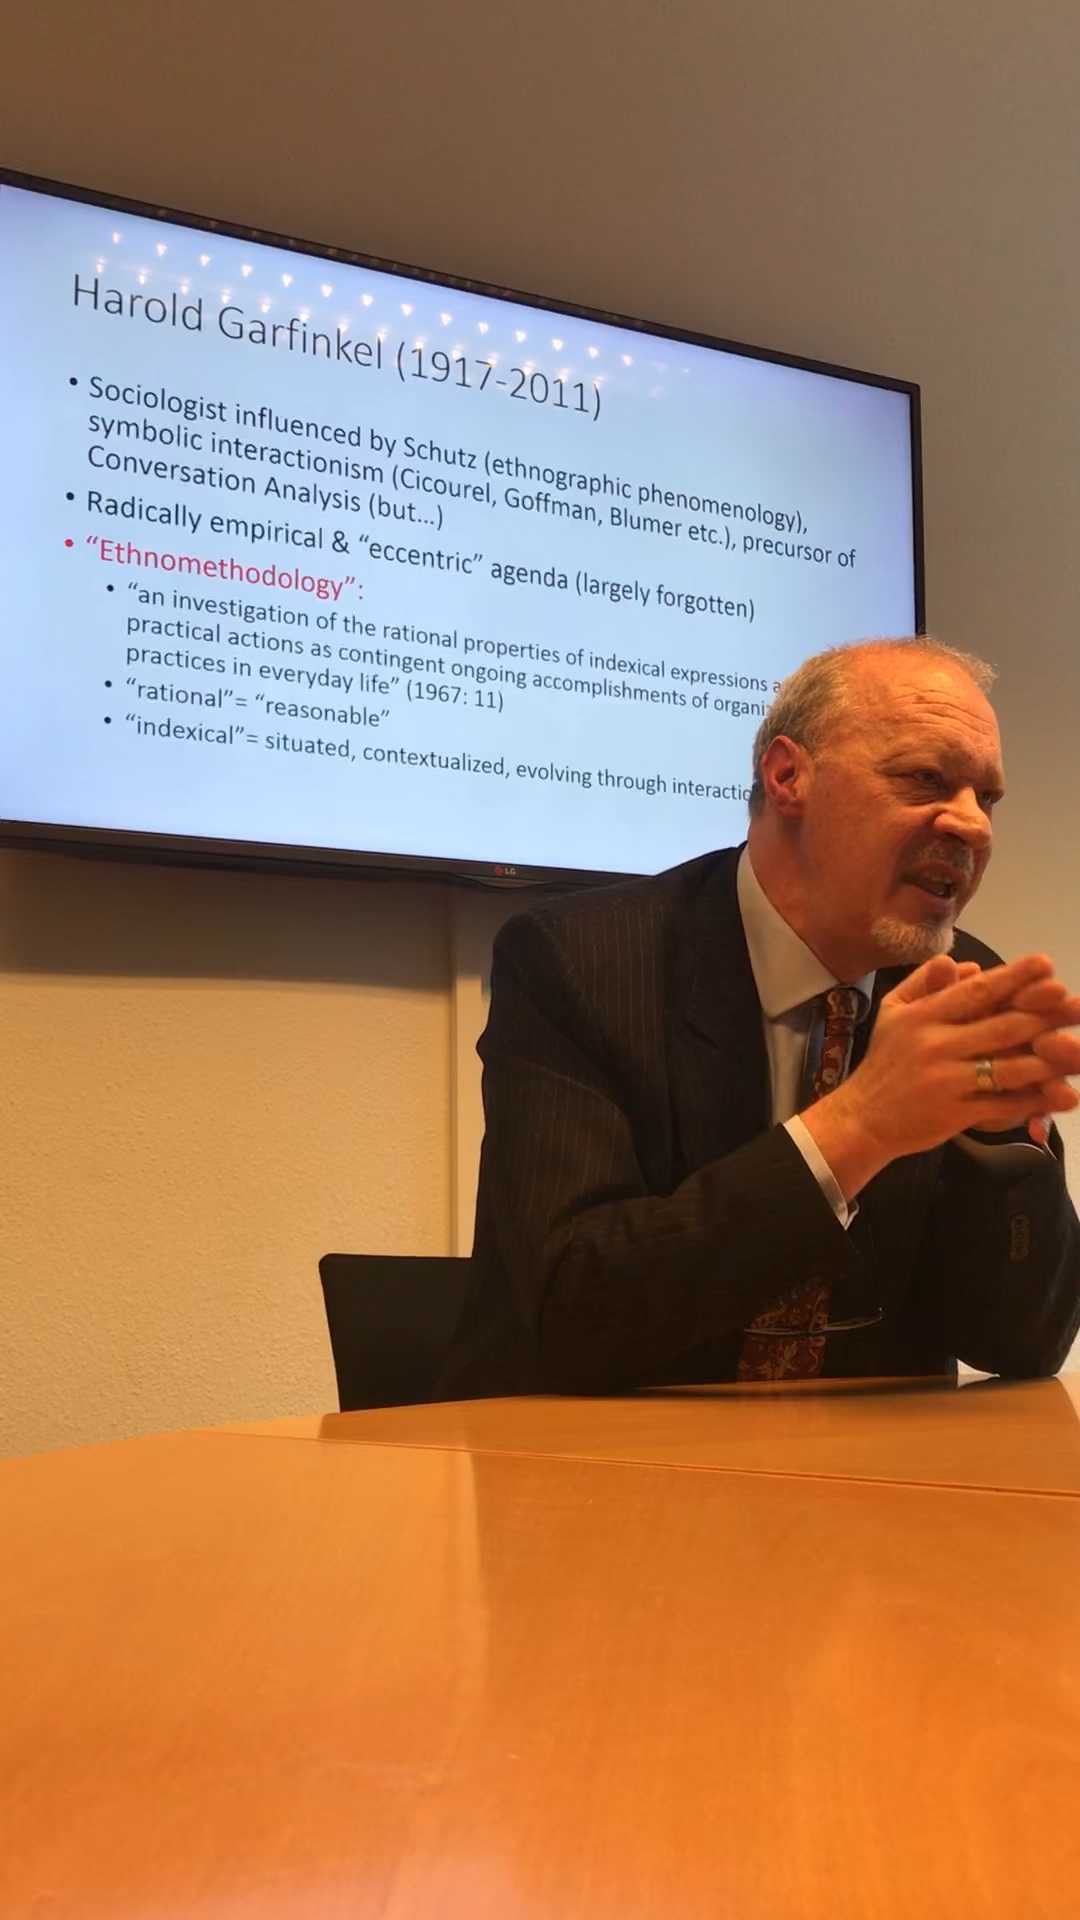 Harold Garfinkel (1917-2011)
• Sociologist influenced by Schutz (ethnographic phenomenology),
symbolic interactionism (Cicourel, Goffman, Blumer etc.), precursor of
Conversation Analysis (but...)
• Radically empirical & “eccentric” agenda (largely forgotten)
• “Ethnomethodology”:
• “an investigation of the rational properties of indexical expressions
practical actions as contingent ongoing accomplishments of
practices in everyday life” (1967: 11)
• “rational”= “reasonable”
• “indexical”= situated, contextualized, evolving through
LG